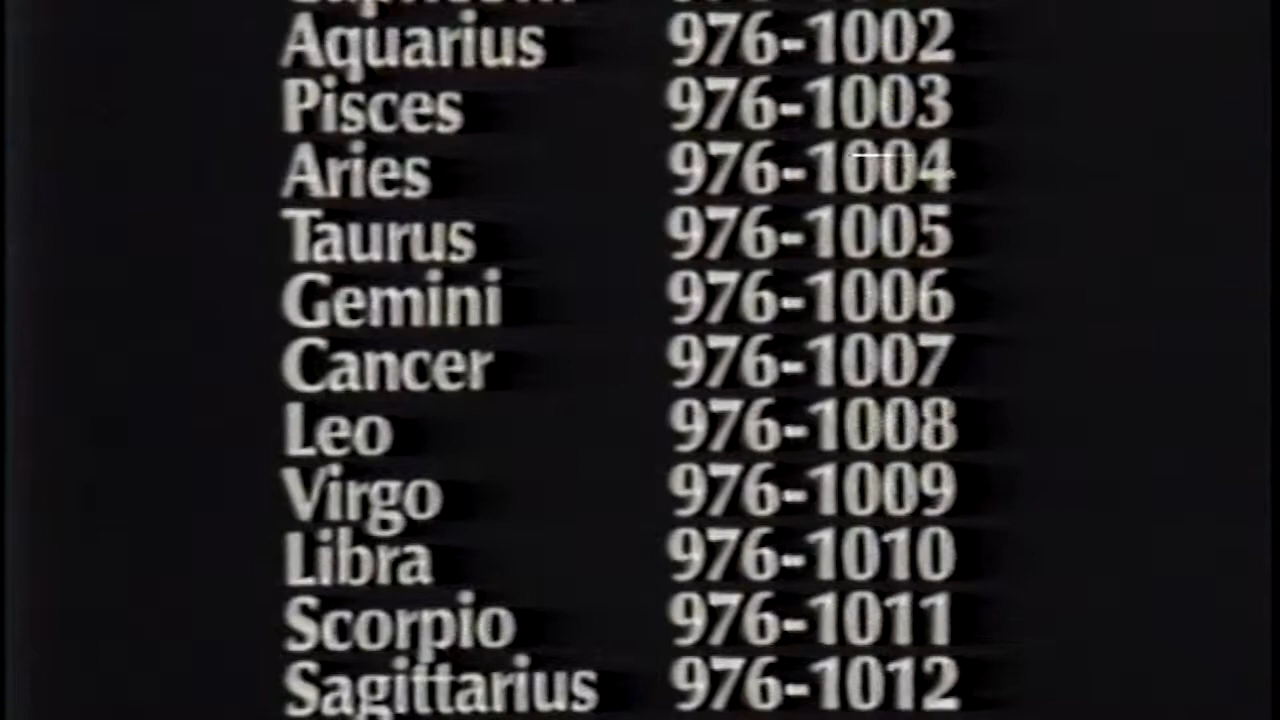 Aquarius 976-1002
Pisces 976-1003
Aries 976-1004
Taurus 976-1005
Gemini 976-1006
Cancer 976-1007
Leo 976-1008
Virgo 976-1009
Libra 976-1010
Scorpio 976-1011
Sagittarius 976-1012